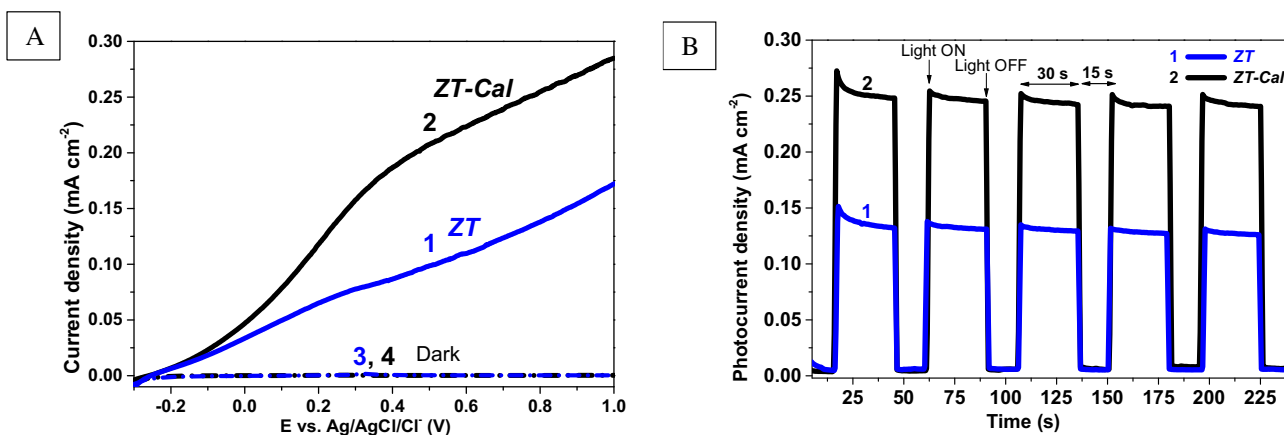 A
0.30
0.25
0.20
0.15
0.10
0.05
0.00
Current density (mA cm⁻²)
ZT-Cal
2
ZT
1
3, 4 Dark
-0.2 0.0 0.2 0.4 0.6 0.8 1.0
E vs. Ag/AgCl/Cl⁻ (V)
B
0.30
0.25
0.20
0.15
0.10
0.05
0.00
Photocurrent density (mA cm⁻²)
Light ON
Light OFF
30 s
15 s
1 ZT
2 ZT-Cal
2
1
25 50 75 100 125 150 175 200 225
Time (s)